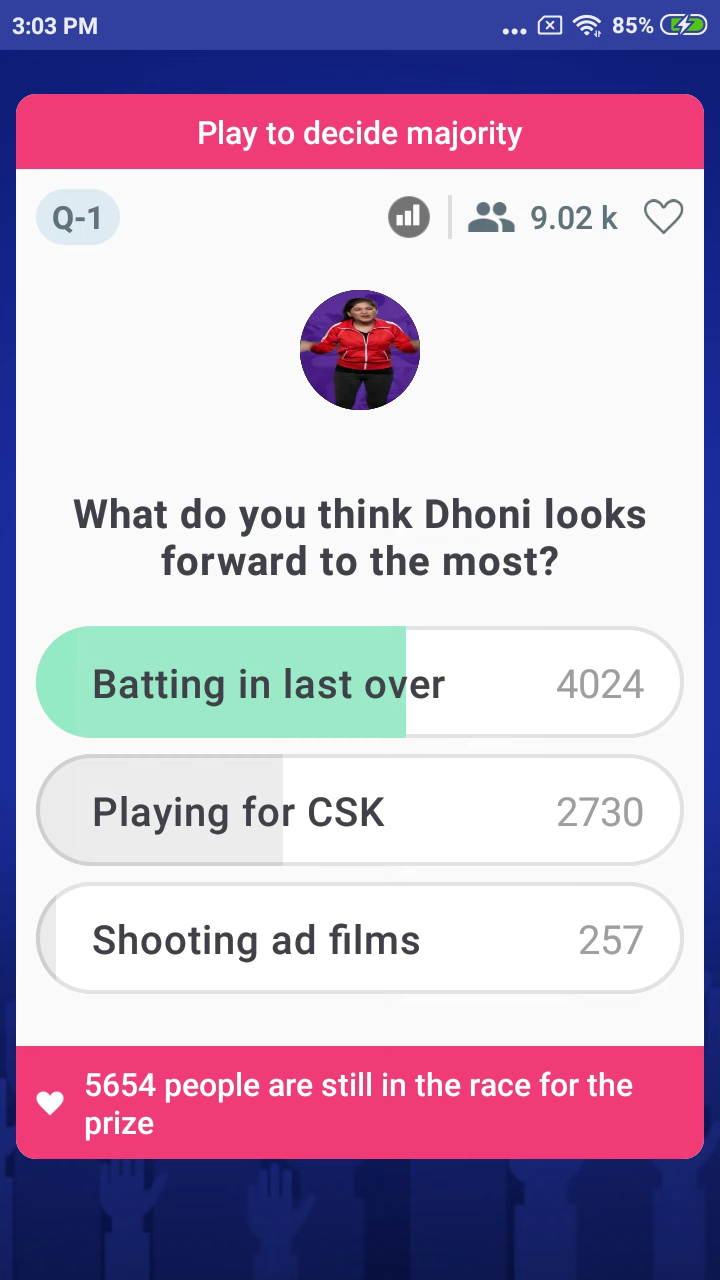 3:03 PM
85%
Play to decide majority
Q-1
9.02 k
What do you think Dhoni looks
forward to the most?
Batting in last over 4024
Playing for CSK 2730
Shooting ad films 257
5654 people are still in the race for the
prize